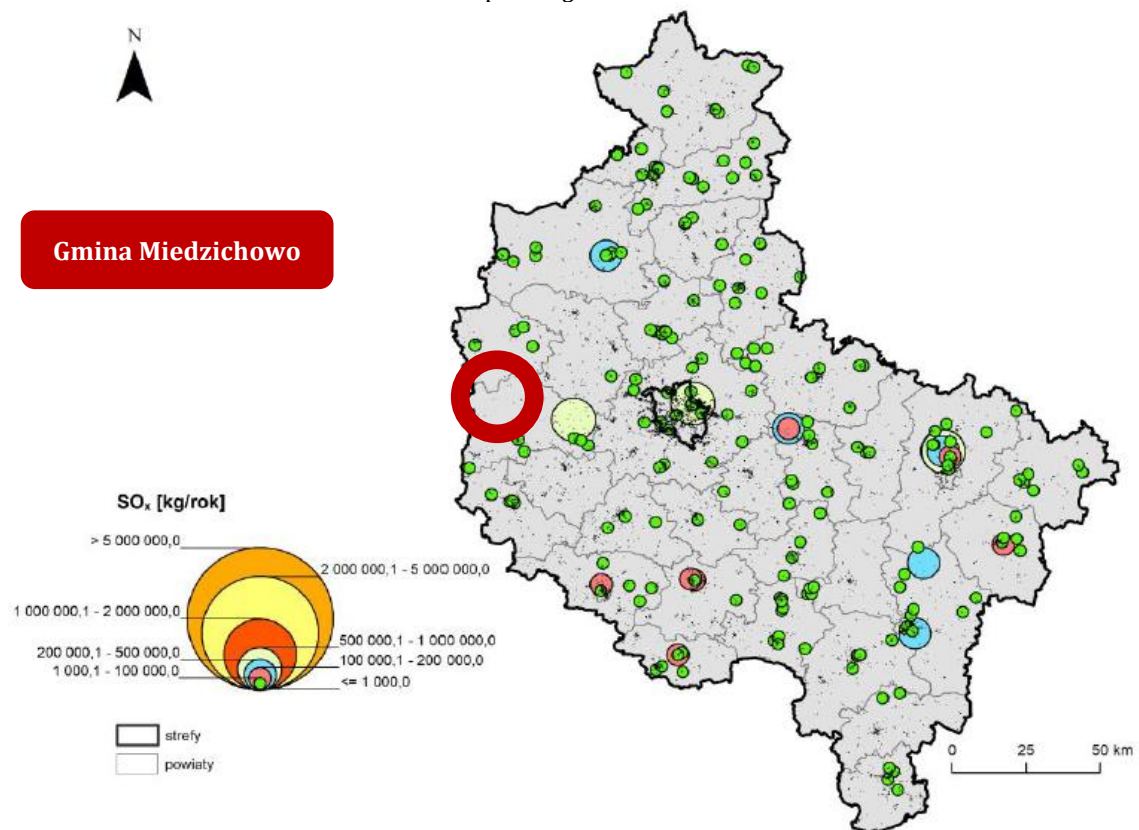 N
Gmina Miedzichowo
SOₓ [kg/rok]
> 5 000 000,0
2 000 000,1 - 5 000 000,0
1 000 000,1 - 2 000 000,0
500 000,1 - 1 000 000,0
200 000,1 - 500 000,0
100 000,1 - 200 000,0
1 000,1 - 100 000,0
<= 1 000,0
strefy
powiaty
0 25 50 km